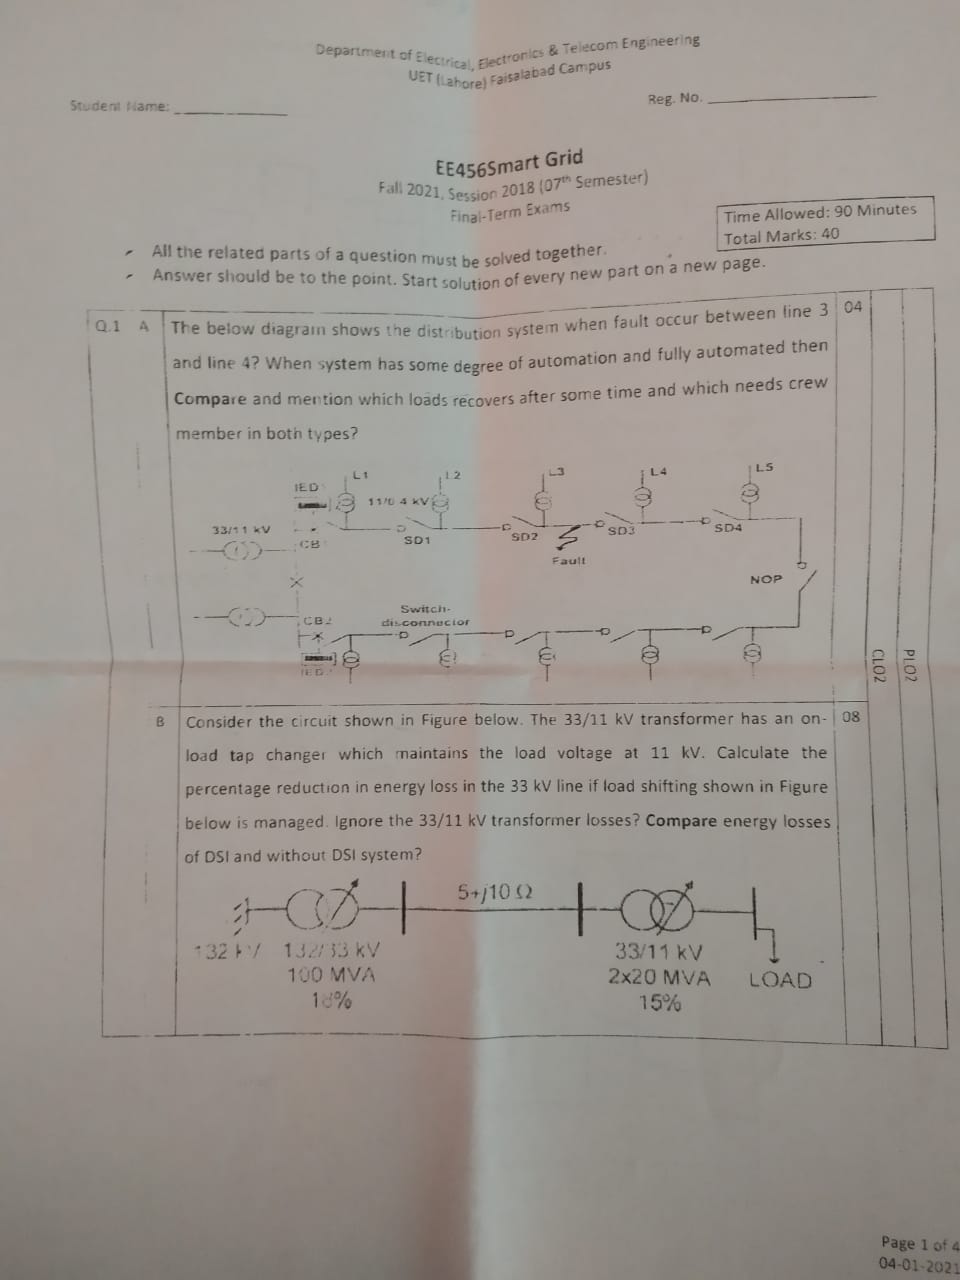 Department of Electrical, Electronics & Telecom Engineering
UET (Lahore) Faisalabad Campus
Student Name: Reg. No.
EE456Smart Grid
Fall 2021, Session 2018 (07th Semester)
Final-Term Exams
Time Allowed: 90 Minutes
Total Marks: 40
All the related parts of a question must be solved together.
Answer should be to the point. Start solution of every new part on a new page.
Q.1 A The below diagram shows the distribution system when fault occur between line 3 04
and line 4? When system has some degree of automation and fully automated then
Compare and mention which loads recovers after some time and which needs crew
member in both types?
L1 L2 L3 L4 L5
IED
11/0.4 kV
33/11 kV
CB
SD1 SD2 SD3 SD4
Fault
NOP
Switch-
disconnector
CB2
IED
CLO2
PLO2
B Consider the circuit shown in Figure below. The 33/11 kV transformer has an on- 08
load tap changer which maintains the load voltage at 11 kV. Calculate the
percentage reduction in energy loss in the 33 kV line if load shifting shown in Figure
below is managed. Ignore the 33/11 kV transformer losses? Compare energy losses
of DSI and without DSI system?
5+j10 Ω
132 kV 132/33 kV 33/11 kV
100 MVA 2x20 MVA LOAD
15%
Page 1 of 4
04-01-2021